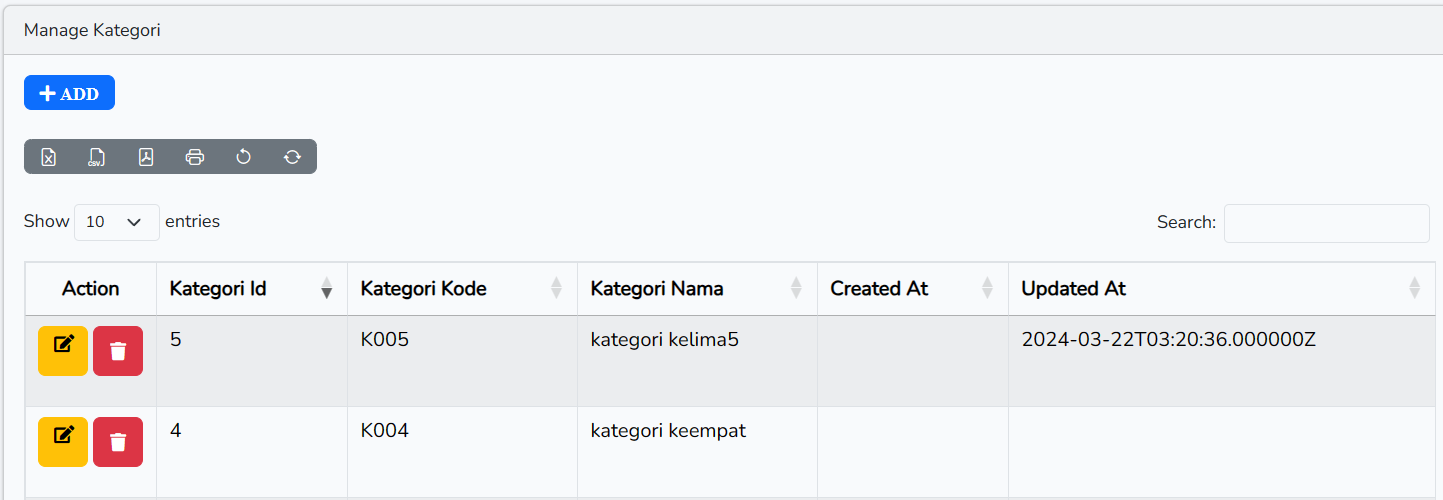 Manage Kategori
ADD
CSV
Show 10 entries
Search:
Action Kategori Id Kategori Kode Kategori Nama Created At Updated At
5 K005 kategori kelima5 2024-03-22T03:20:36.000000Z
4 K004 kategori keempat